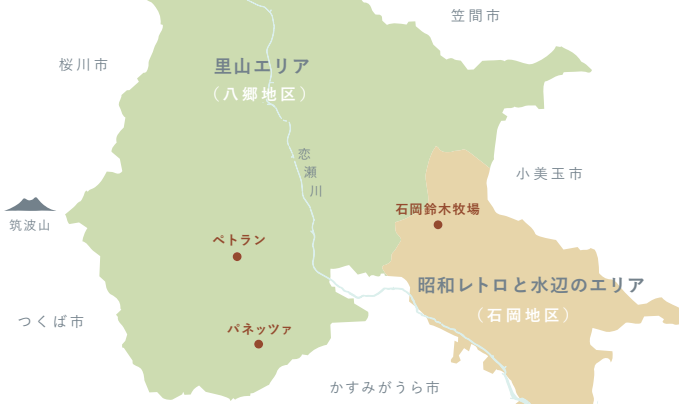 笠間市
桜川市
里山エリア
（八郷地区）
恋瀬川
小美玉市
石岡鈴木牧場
筑波山
ペトラン
昭和レトロと水辺のエリア
（石岡地区）
つくば市
パネッツァ
かすみがうら市